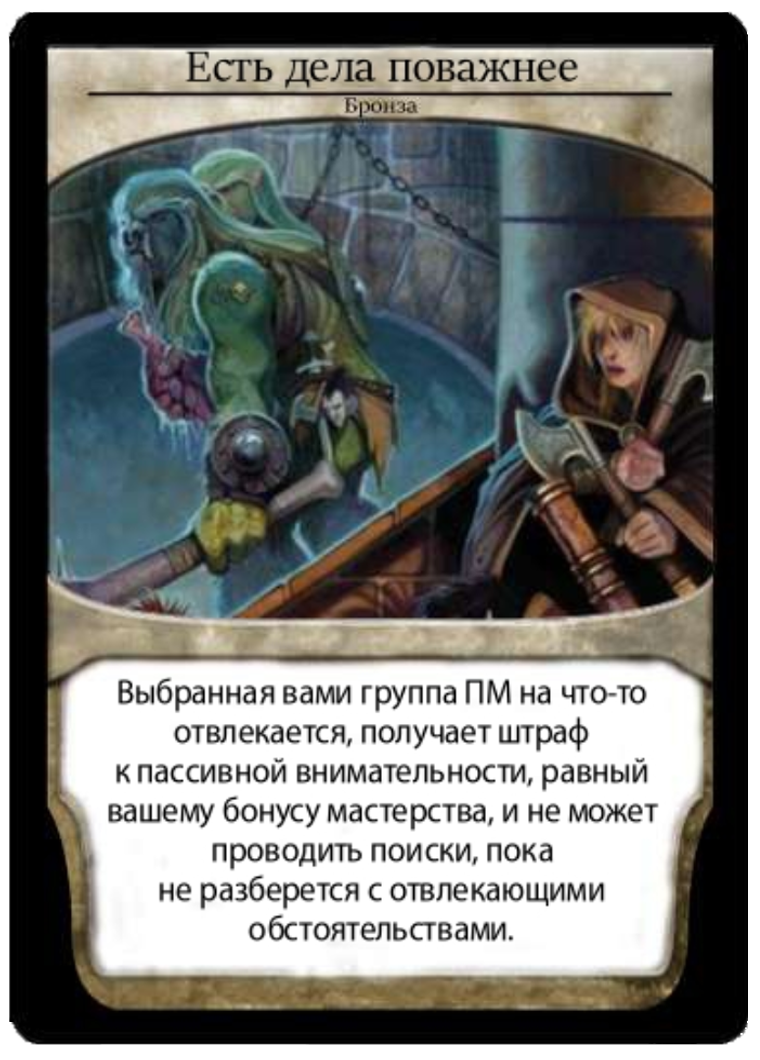 Есть дела поважнее
Бронза
Выбранная вами группа ПМ на что-то
отвлекается, получает штраф
к пассивной внимательности, равный
вашему бонусу мастерства, и не может
проводить поиски, пока
не разберется с отвлекающими
обстоятельствами.